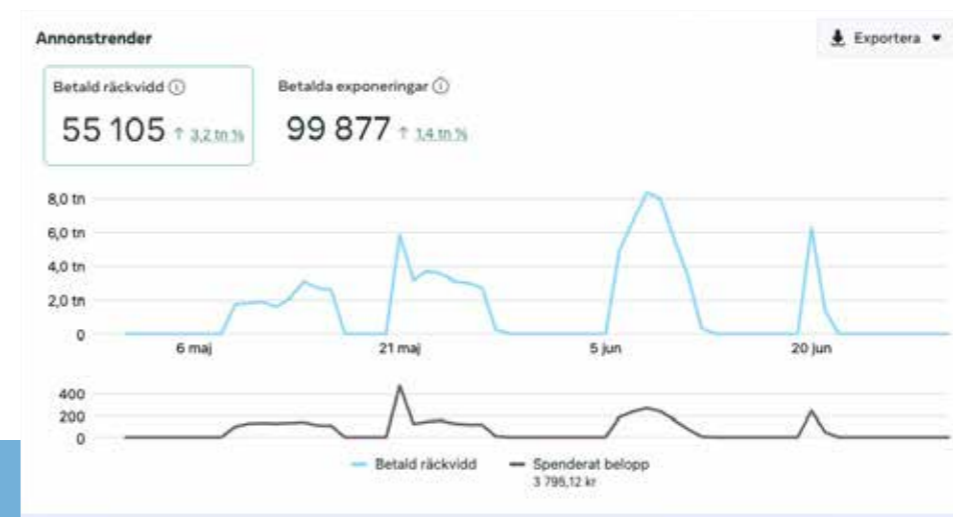 Annonstrender
Exportera
Betald räckvidd
55 105 ↑ 3,2 tn %
Betalda exponeringar
99 877 ↑ 1,4 tn %
8,0 tn
6,0 tn
4,0 tn
2,0 tn
0
6 maj
21 maj
5 jun
20 jun
400
200
0
Betald räckvidd
Spenderat belopp
3 795,12 kr